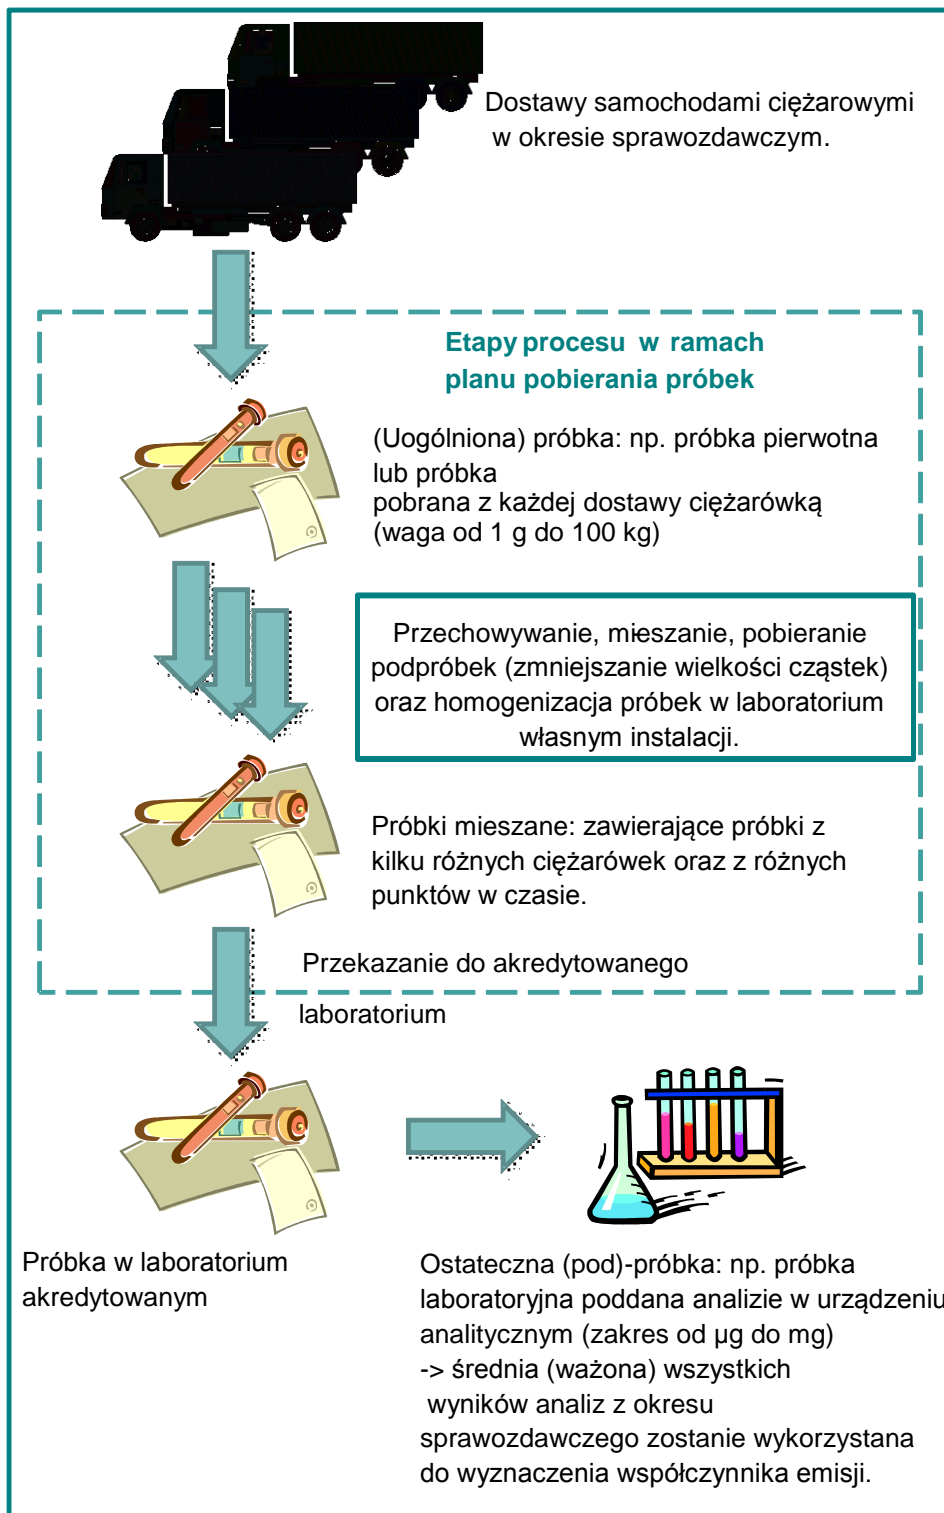 Dostawy samochodami ciężarowymi
w okresie sprawozdawczym.
Etapy procesu w ramach
planu pobierania próbek
(Uogólniona) próbka: np. próbka pierwotna
lub próbka
pobrana z każdej dostawy ciężarówką
(waga od 1 g do 100 kg)
Przechowywanie, mieszanie, pobieranie
podpróbek (zmniejszanie wielkości cząstek)
oraz homogenizacja próbek w laboratorium
własnym instalacji.
Próbki mieszane: zawierające próbki z
kilku różnych ciężarówek oraz z różnych
punktów w czasie.
Przekazanie do akredytowanego
laboratorium
Próbka w laboratorium
akredytowanym
Ostateczna (pod)-próbka: np. próbka
laboratoryjna poddana analizie w urządzeniu
analitycznym (zakres od µg do mg)
-> średnia (ważona) wszystkich
wyników analiz z okresu
sprawozdawczego zostanie wykorzystana
do wyznaczenia współczynnika emisji.